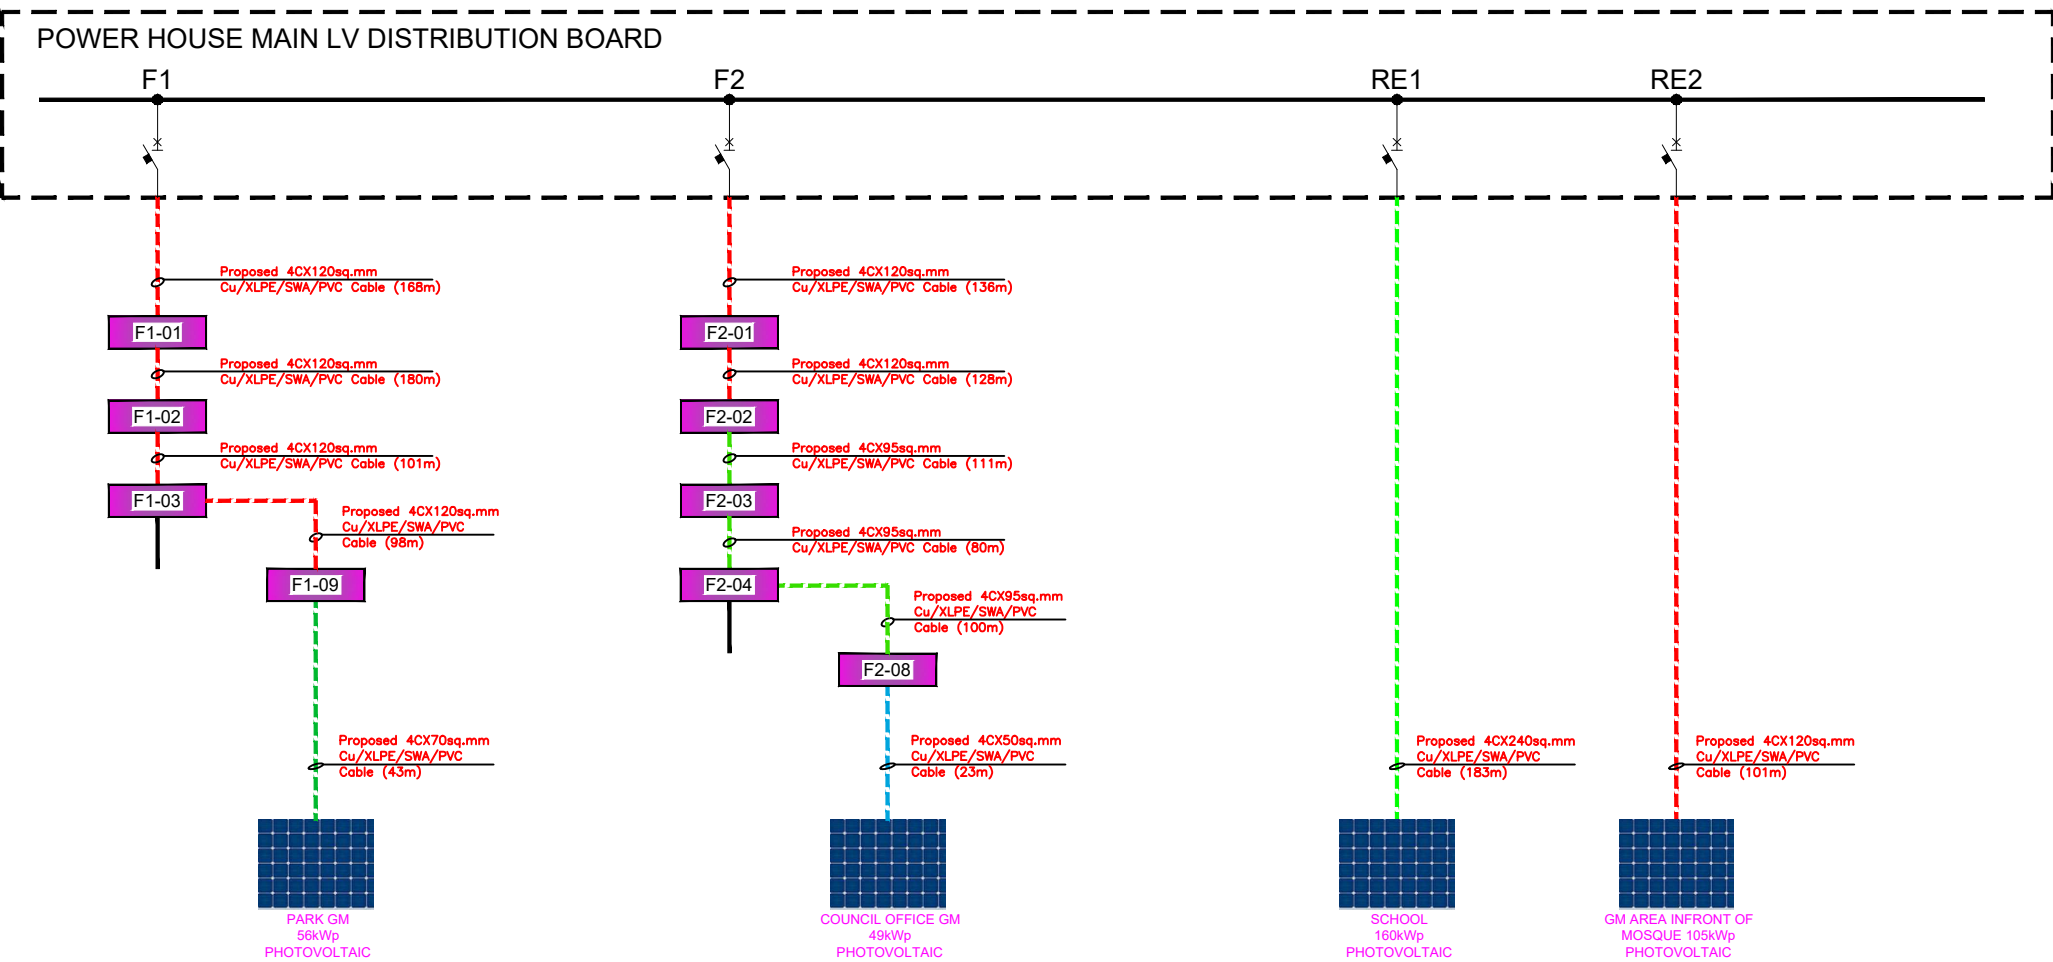 POWER HOUSE MAIN LV DISTRIBUTION BOARD
F1
F2
RE1
RE2
Proposed 4CX120sq.mm
Cu/XLPE/SWA/PVC Cable (168m)
F1-01
Proposed 4CX120sq.mm
Cu/XLPE/SWA/PVC Cable (180m)
F1-02
Proposed 4CX120sq.mm
Cu/XLPE/SWA/PVC Cable (101m)
F1-03
Proposed 4CX120sq.mm
Cu/XLPE/SWA/PVC
Cable (98m)
F1-09
Proposed 4CX70sq.mm
Cu/XLPE/SWA/PVC
Cable (43m)
PARK GM
56kWp
PHOTOVOLTAIC
Proposed 4CX120sq.mm
Cu/XLPE/SWA/PVC Cable (136m)
F2-01
Proposed 4CX120sq.mm
Cu/XLPE/SWA/PVC Cable (128m)
F2-02
Proposed 4CX95sq.mm
Cu/XLPE/SWA/PVC Cable (111m)
F2-03
Proposed 4CX95sq.mm
Cu/XLPE/SWA/PVC Cable (80m)
F2-04
Proposed 4CX95sq.mm
Cu/XLPE/SWA/PVC
Cable (100m)
F2-08
Proposed 4CX50sq.mm
Cu/XLPE/SWA/PVC
Cable (23m)
COUNCIL OFFICE GM
49kWp
PHOTOVOLTAIC
Proposed 4CX240sq.mm
Cu/XLPE/SWA/PVC
Cable (183m)
SCHOOL
160kWp
PHOTOVOLTAIC
Proposed 4CX120sq.mm
Cu/XLPE/SWA/PVC
Cable (101m)
GM AREA INFRONT OF
MOSQUE 105kWp
PHOTOVOLTAIC